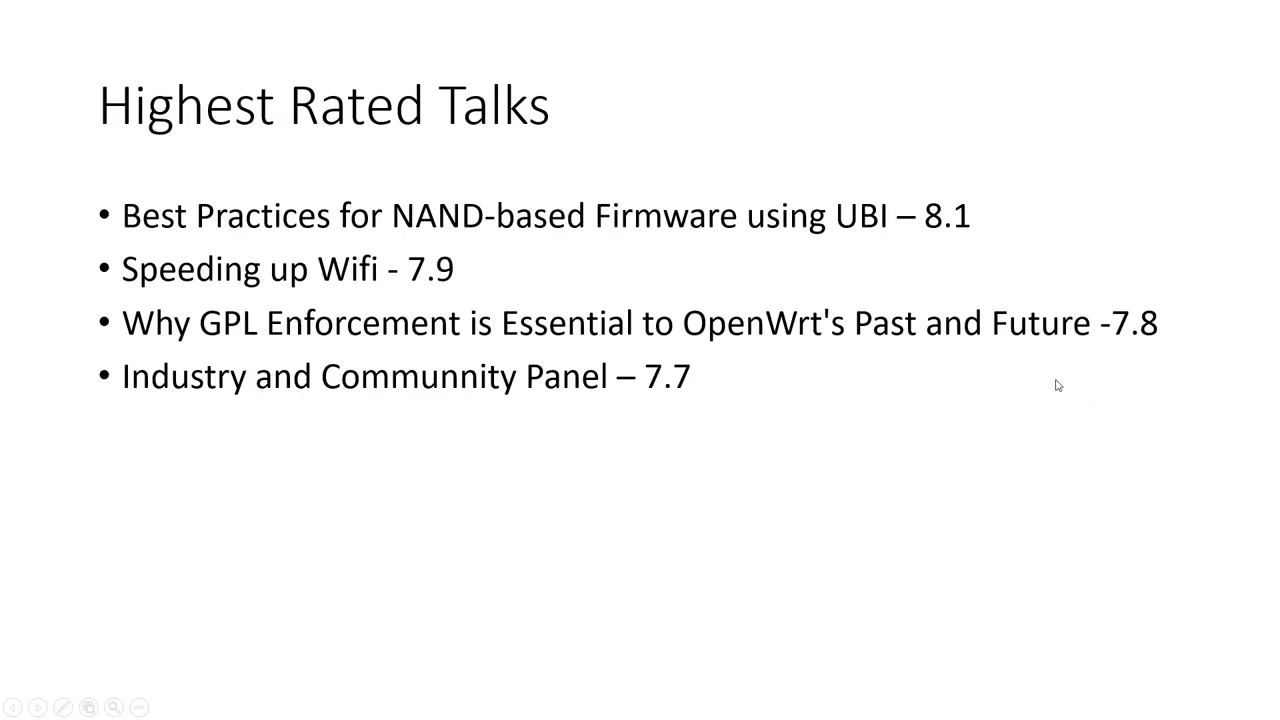 Highest Rated Talks
• Best Practices for NAND-based Firmware using UBI – 8.1
• Speeding up Wifi - 7.9
• Why GPL Enforcement is Essential to OpenWrt's Past and Future -7.8
• Industry and Communnity Panel – 7.7